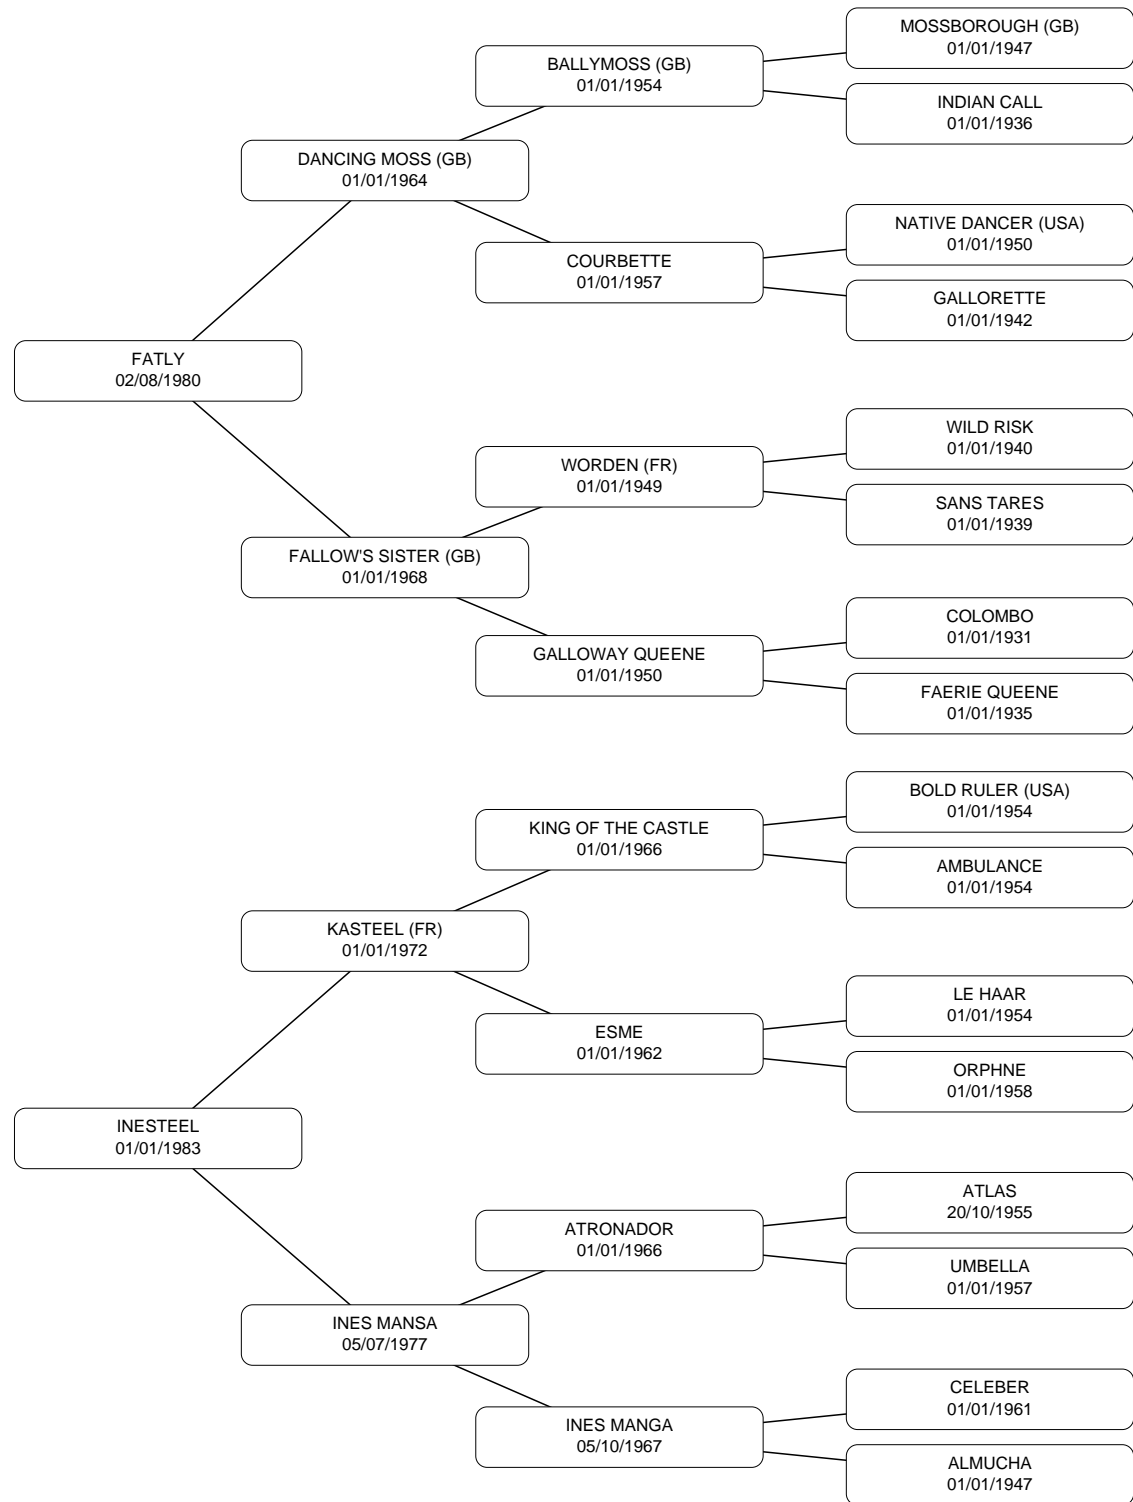 MOSSBOROUGH (GB)
01/01/1947
BALLYMOSS (GB)
01/01/1954
INDIAN CALL
01/01/1936
DANCING MOSS (GB)
01/01/1964
NATIVE DANCER (USA)
01/01/1950
COURBETTE
01/01/1957
GALLORETTE
01/01/1942
FATLY
02/08/1980
WILD RISK
01/01/1940
WORDEN (FR)
01/01/1949
SANS TARES
01/01/1939
FALLOW'S SISTER (GB)
01/01/1968
COLOMBO
01/01/1931
GALLOWAY QUEENE
01/01/1950
FAERIE QUEENE
01/01/1935
BOLD RULER (USA)
01/01/1954
KING OF THE CASTLE
01/01/1966
AMBULANCE
01/01/1954
KASTEEL (FR)
01/01/1972
LE HAAR
01/01/1954
ESME
01/01/1962
ORPHNE
01/01/1958
INESTEEL
01/01/1983
ATLAS
20/10/1955
ATRONADOR
01/01/1966
UMBELLA
01/01/1957
INES MANSA
05/07/1977
CELEBER
01/01/1961
INES MANGA
05/10/1967
ALMUCHA
01/01/1947